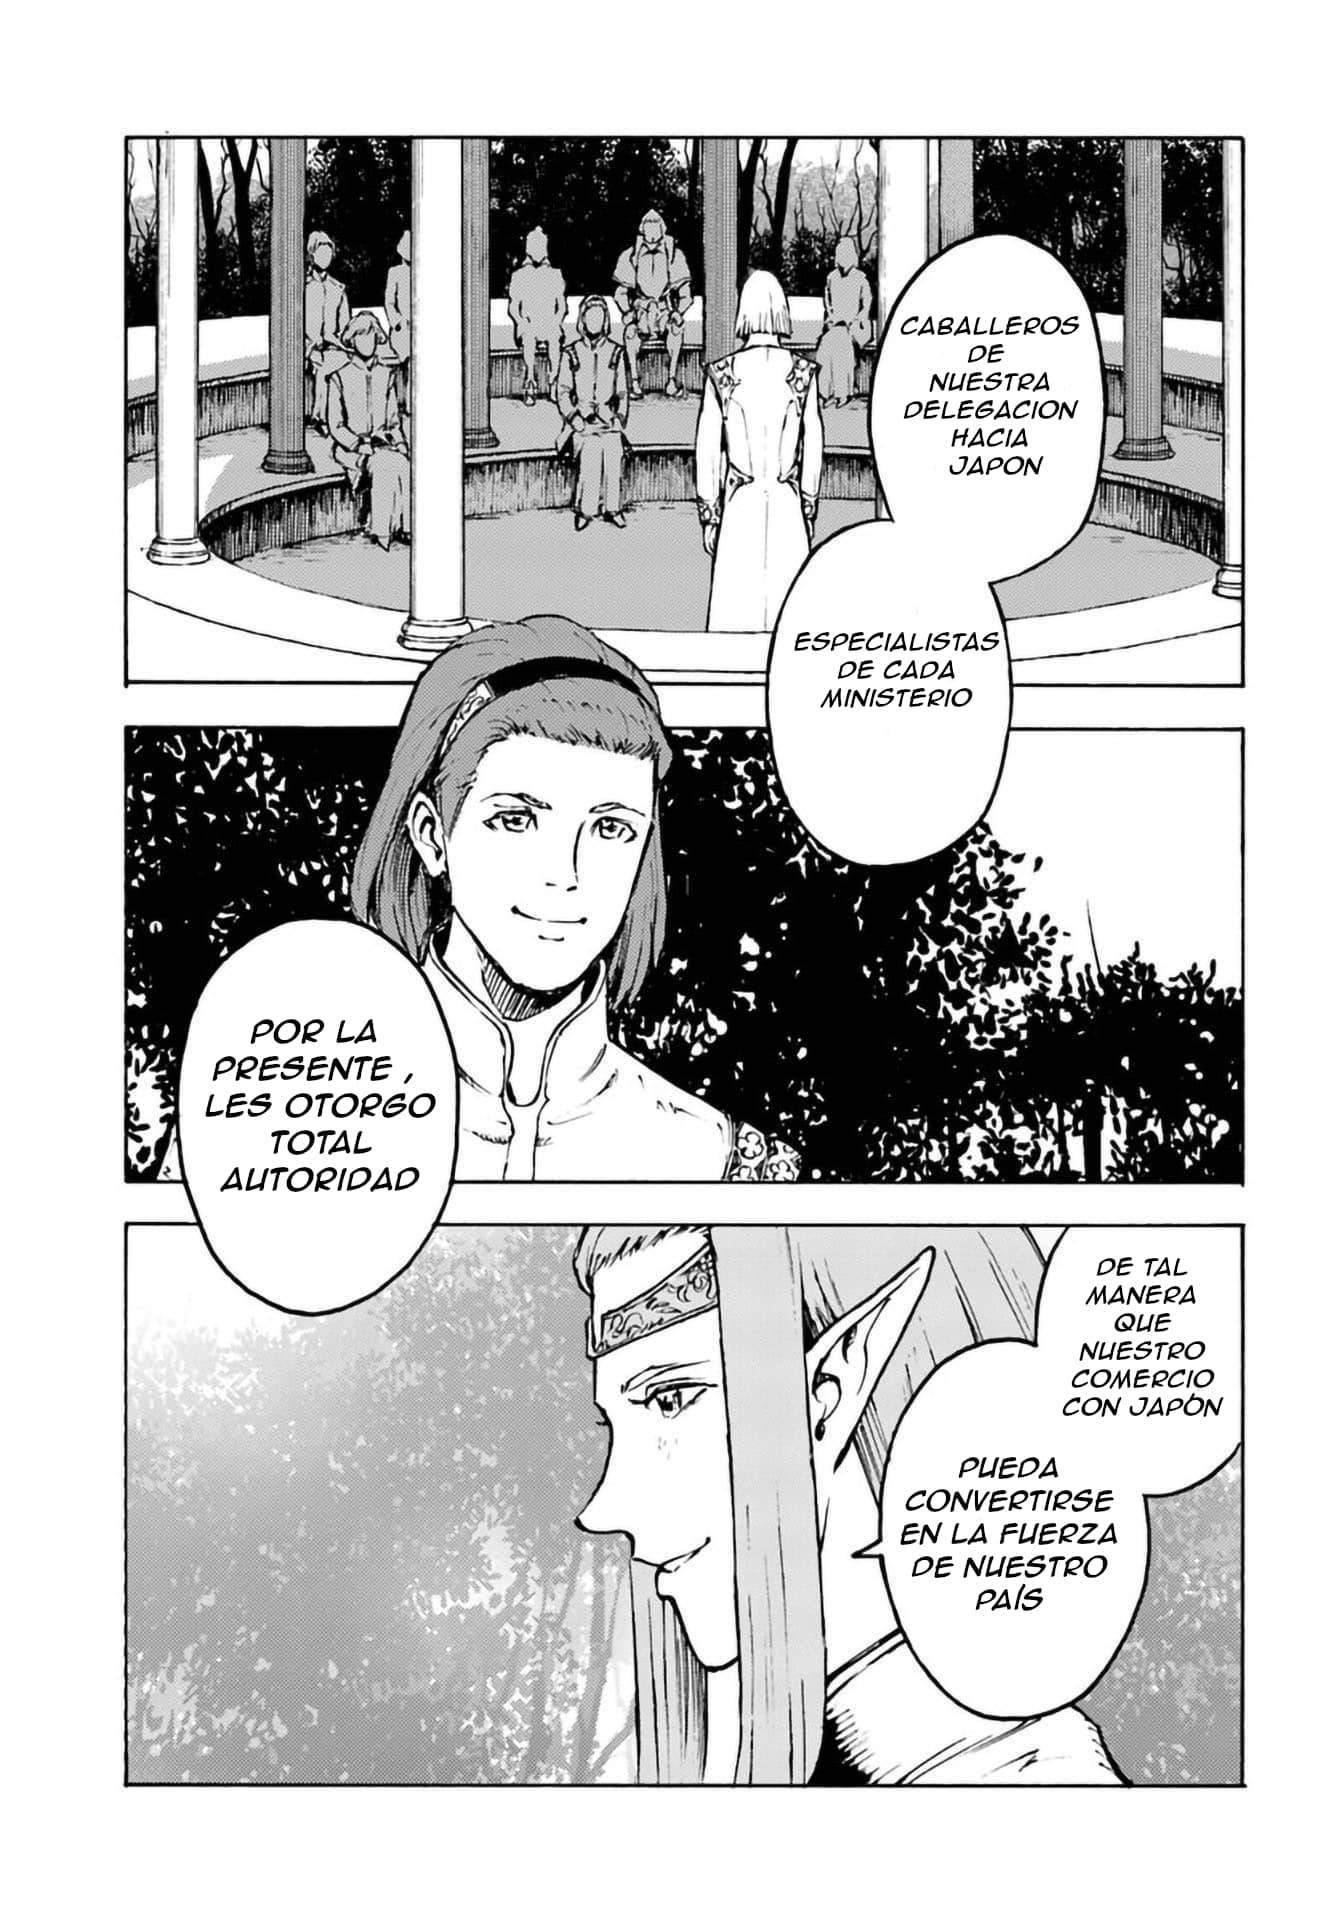 CABALLEROS
DE
NUESTRA
DELEGACION
HACIA
JAPON
ESPECIALISTAS
DE CADA
MINISTERIO
POR LA
PRESENTE ,
LES OTORGO
TOTAL
AUTORIDAD
DE TAL
MANERA
QUE
NUESTRO
COMERCIO
CON JAPÓN
PUEDA
CONVERTIRSE
EN LA FUERZA
DE NUESTRO
PAÍS